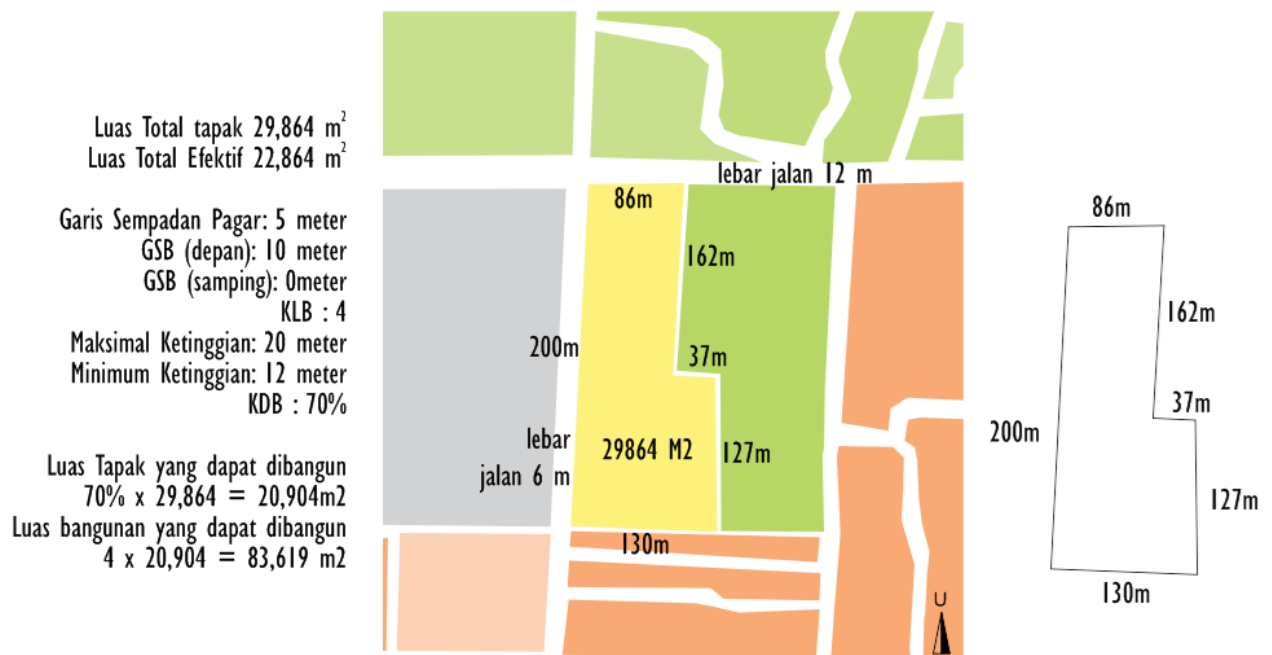 Luas Total tapak 29,864 m²
Luas Total Efektif 22,864 m²
Garis Sempadan Pagar: 5 meter
GSB (depan): 10 meter
GSB (samping): 0meter
KLB : 4
Maksimal Ketinggian: 20 meter
Minimum Ketinggian: 12 meter
KDB : 70%
Luas Tapak yang dapat dibangun
70% x 29,864 = 20,904m2
Luas bangunan yang dapat dibangun
4 x 20,904 = 83,619 m2
lebar jalan 12 m
86m
162m
200m
37m
lebar
jalan 6 m
29864 M2
127m
130m
U
86m
162m
37m
200m
127m
130m